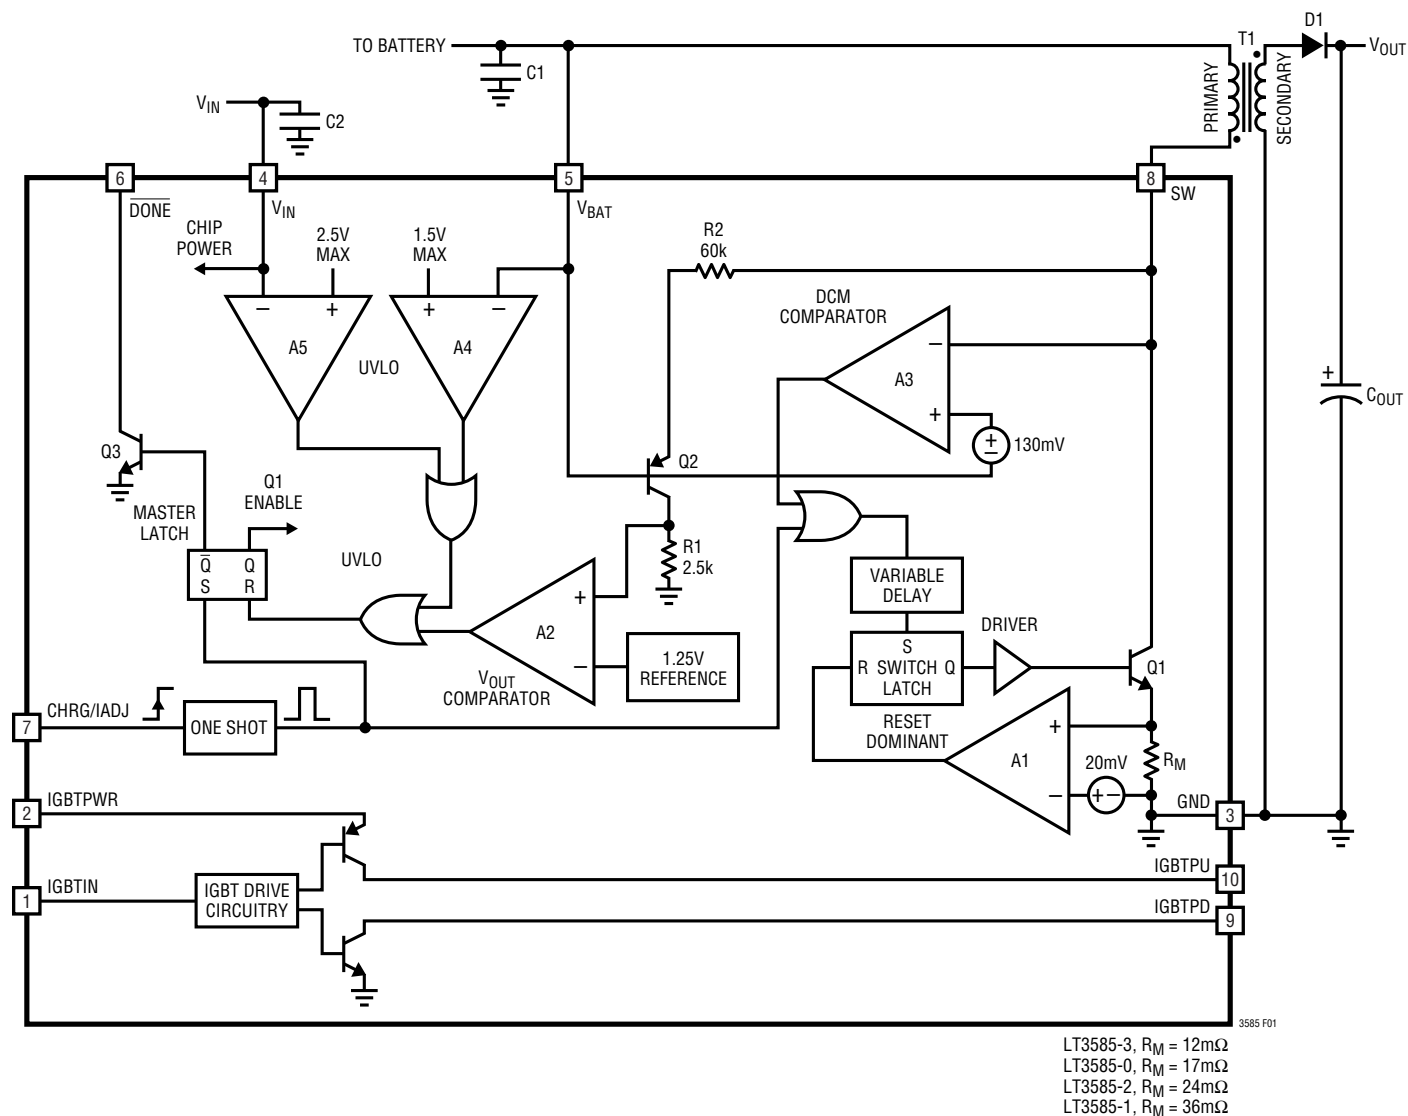 D1
TO BATTERY
T1
VOUT
C1
PRIMARY
SECONDARY
VIN
C2
6
4
5
8
DONE
VIN
VBAT
SW
CHIP
POWER
2.5V
MAX
1.5V
MAX
R2
60k
DCM
COMPARATOR
– +
+ –
–
A5
A4
UVLO
A3
+
COUT
+
+
–
130mV
Q3
Q2
Q1
ENABLE
MASTER
LATCH
Q Q
S R
UVLO
R1
2.5k
VARIABLE
DELAY
+
A2
–
1.25V
REFERENCE
DRIVER
S
R SWITCH Q
LATCH
Q1
VOUT
COMPARATOR
7
CHRG/IADJ
ONE SHOT
RESET
DOMINANT
+
A1
–
20mV
+ –
RM
2
IGBTPWR
GND
3
1
IGBTIN
IGBT DRIVE
CIRCUITRY
IGBTPU
10
IGBTPD
9
3585 F01
LT3585-3, RM = 12mΩ
LT3585-0, RM = 17mΩ
LT3585-2, RM = 24mΩ
LT3585-1, RM = 36mΩ